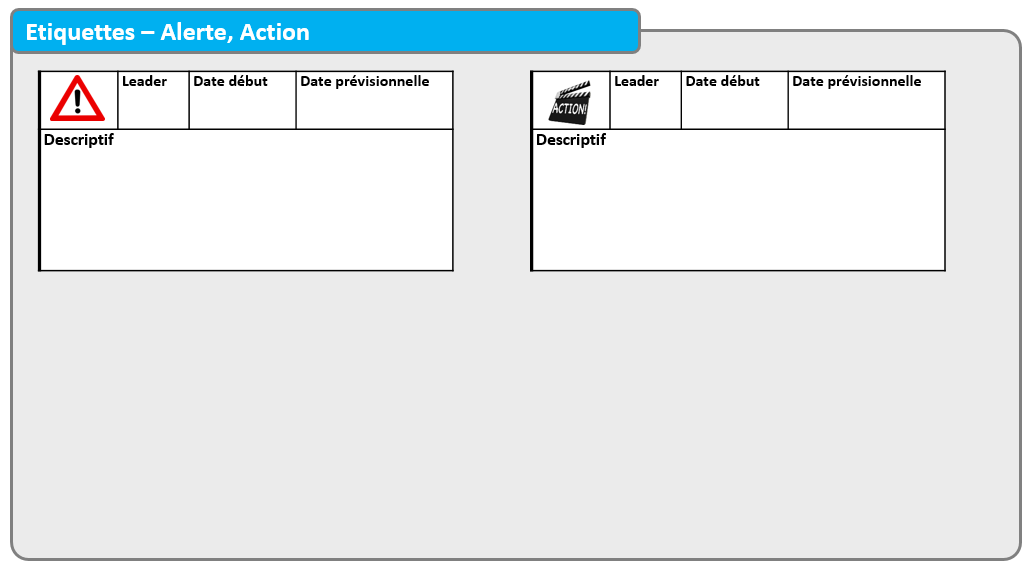 Etiquettes – Alerte, Action
Leader Date début Date prévisionnelle
Descriptif
ACTION! Leader Date début Date prévisionnelle
Descriptif